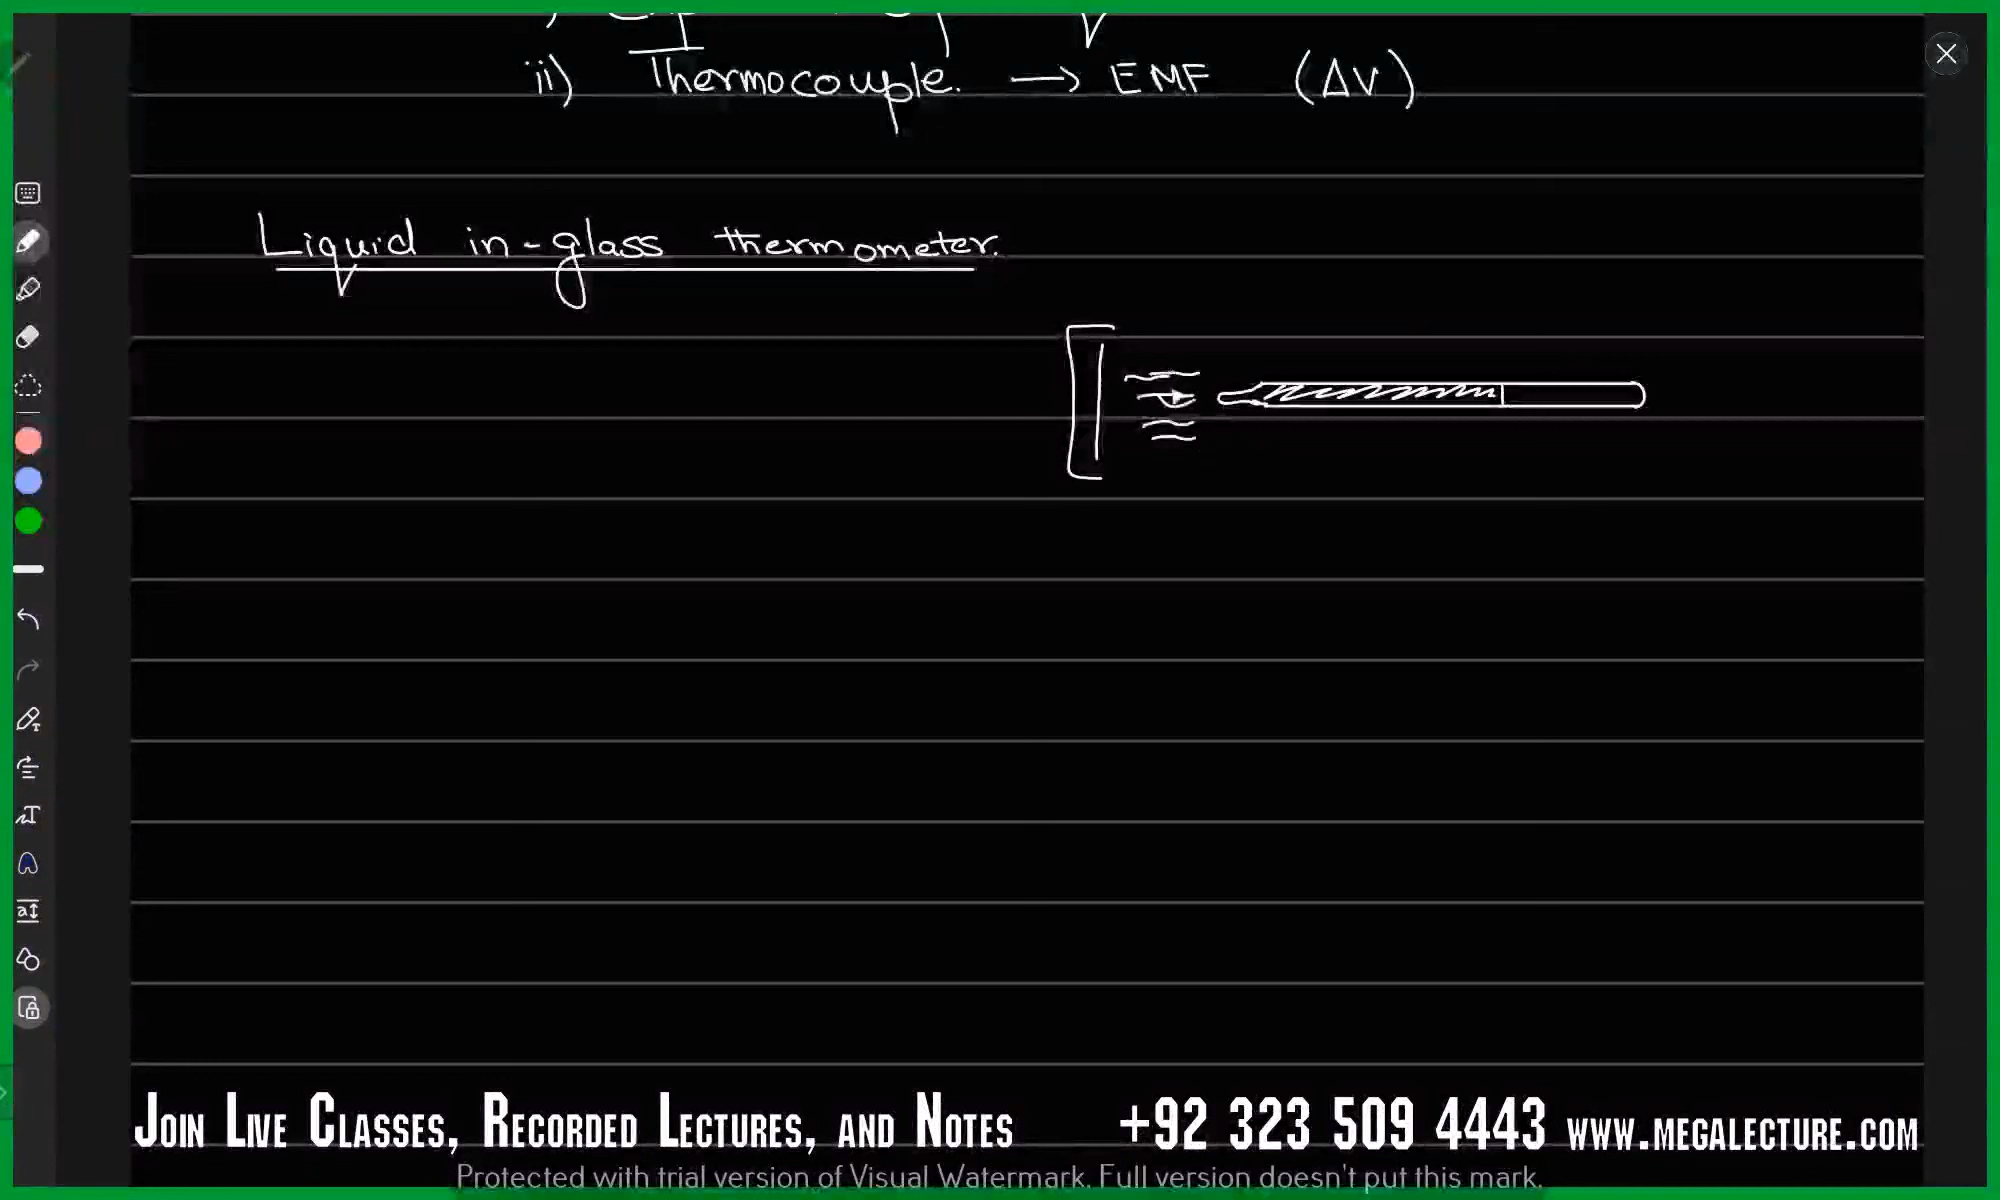 ii) Thermocouple. → EMF (ΔV)
Liquid in-glass thermometer.
JOIN LIVE CLASSES, RECORDED LECTURES, AND NOTES +92 323 509 4443 WWW.MEGALECTURE.COM
Protected with trial version of Visual Watermark. Full version doesn't put this mark.